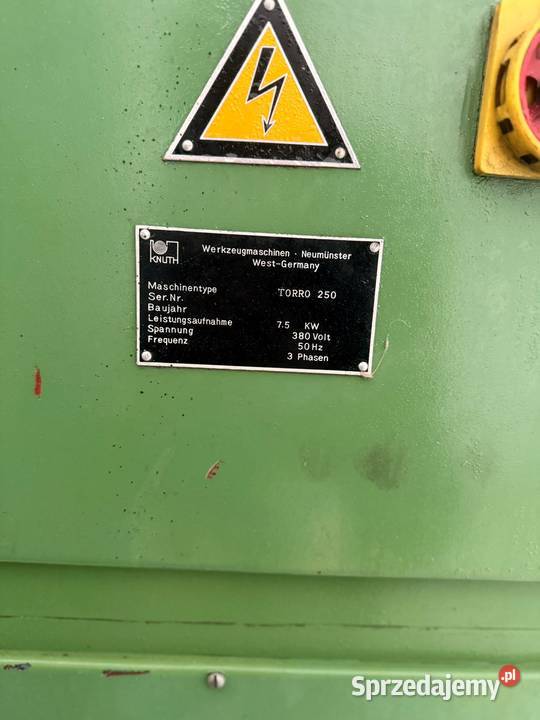 KNUTH
Werkzeugmaschinen · Neumünster
West-Germany
Maschinentype TORRO 250
Ser.Nr.
Baujahr
Leistungsaufnahme 7.5 KW
Spannung 380 Volt
Frequenz 50 Hz
3 Phasen
Sprzedajemy.pl